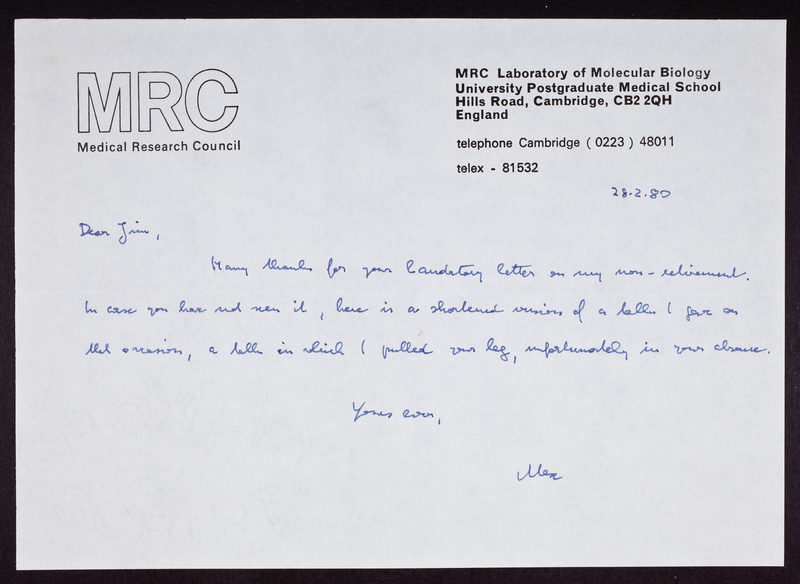 MRC
Medical Research Council
MRC Laboratory of Molecular Biology
University Postgraduate Medical School
Hills Road, Cambridge, CB2 2QH
England
telephone Cambridge ( 0223 ) 48011
telex - 81532
28.2.80
Dear Jim,
Many thanks for your laudatory letter on my non-retirement.
In case you have not seen it, here is a shortened version of a talk I gave on
that occasion, a talk in which I pulled your leg, unfortunately in your absence.
Yours ever,
Max